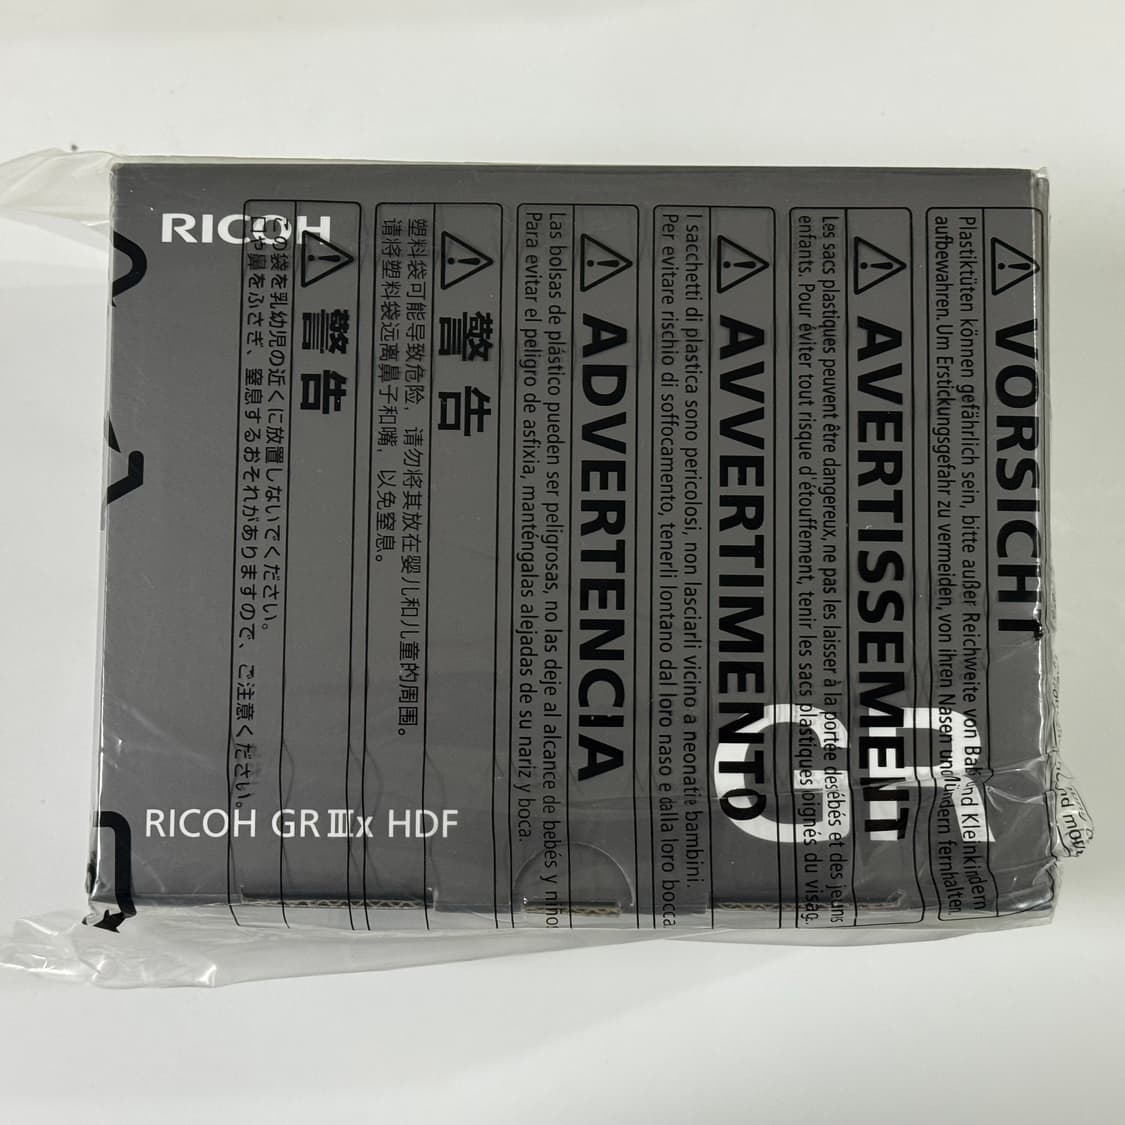 RICOH
RICOH GR IIIx HDF
GR
警告
この袋を乳幼児の近くに放置しないでください。
口や鼻をふさぎ、窒息するおそれがありますので、ご注意ください。
警告
塑料袋可能导致危险，请勿将其放在婴儿和儿童的周围。
请将塑料袋远离鼻子和嘴，以免窒息。
ADVERTENCIA
Las bolsas de plástico pueden ser peligrosas, no las deje al alcance de bebés y niños
Para evitar el peligro de asfixia, manténgalas alejadas de su nariz y boca.
AVVERTIMENTO
I sacchetti di plastica sono pericolosi, non lasciarli vicino a neonati e bambini.
Per evitare rischio di soffocamento, tenerli lontano dal loro naso e dalla loro bocca
AVERTISSEMENT
Les sacs plastiques peuvent être dangereux, ne pas les laisser à la portée des bébés et des jeunes
enfants. Pour éviter tout risque d'étouffement, tenir les sacs plastiques éloignés du visage.
VORSICHT
Plastiktüten können gefährlich sein, bitte außer Reichweite von Babys und Kleinkindern
aufbewahren. Um Erstickungsgefahr zu vermeiden, von ihren Nasen und Mündern fernhalten